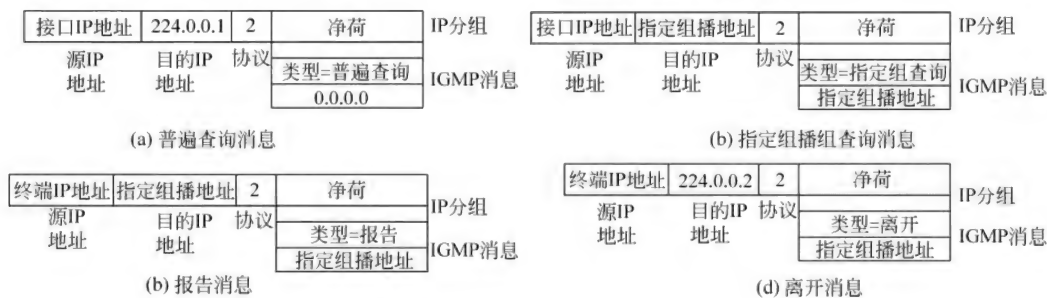 接口IP地址 224.0.0.1 2 净荷 IP分组
源IP地址 目的IP地址 协议
类型=普遍查询 IGMP消息
0.0.0.0
(a) 普遍查询消息
接口IP地址 指定组播地址 2 净荷 IP分组
源IP地址 目的IP地址 协议
类型=指定组查询 IGMP消息
指定组播地址
(b) 指定组播组查询消息
终端IP地址 指定组播地址 2 净荷 IP分组
源IP地址 目的IP地址 协议
类型=报告 IGMP消息
指定组播地址
(b) 报告消息
终端IP地址 224.0.0.2 2 净荷 IP分组
源IP地址 目的IP地址 协议
类型=离开 IGMP消息
指定组播地址
(d) 离开消息